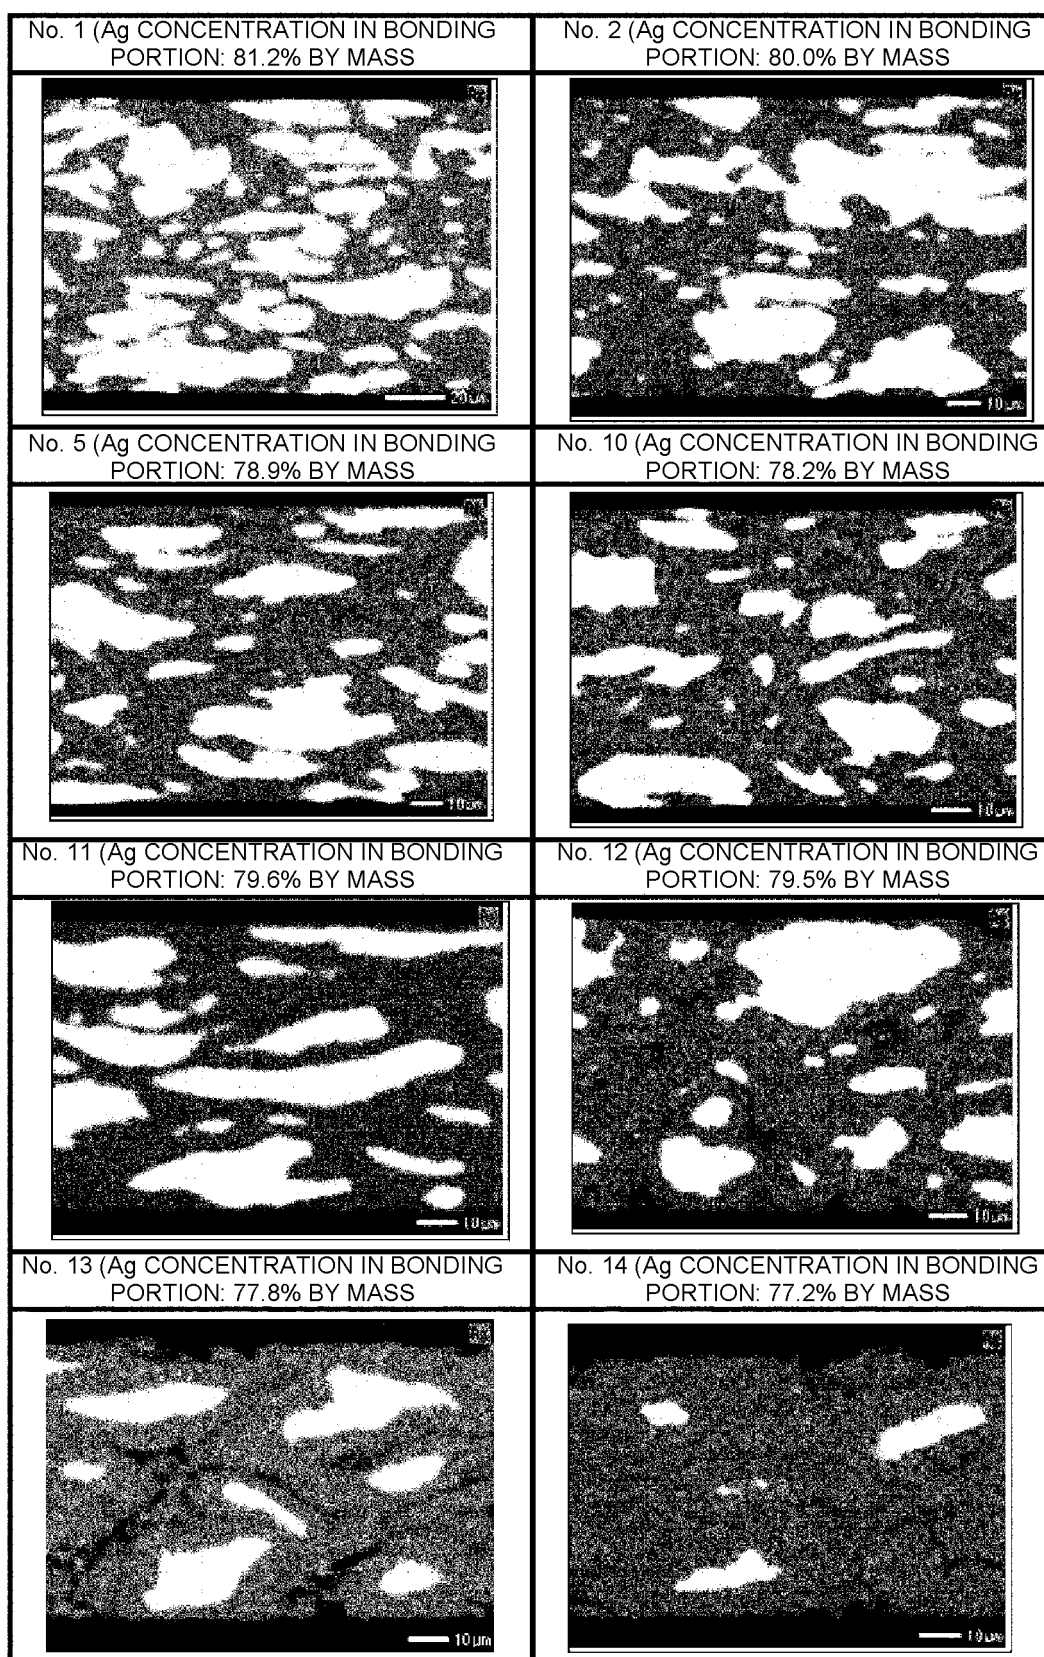 No. 1 (Ag CONCENTRATION IN BONDING
PORTION: 81.2% BY MASS
No. 2 (Ag CONCENTRATION IN BONDING
PORTION: 80.0% BY MASS
20μm
10μm
No. 5 (Ag CONCENTRATION IN BONDING
PORTION: 78.9% BY MASS
No. 10 (Ag CONCENTRATION IN BONDING
PORTION: 78.2% BY MASS
10μm
10μm
No. 11 (Ag CONCENTRATION IN BONDING
PORTION: 79.6% BY MASS
No. 12 (Ag CONCENTRATION IN BONDING
PORTION: 79.5% BY MASS
10μm
10μm
No. 13 (Ag CONCENTRATION IN BONDING
PORTION: 77.8% BY MASS
No. 14 (Ag CONCENTRATION IN BONDING
PORTION: 77.2% BY MASS
10μm
10μm